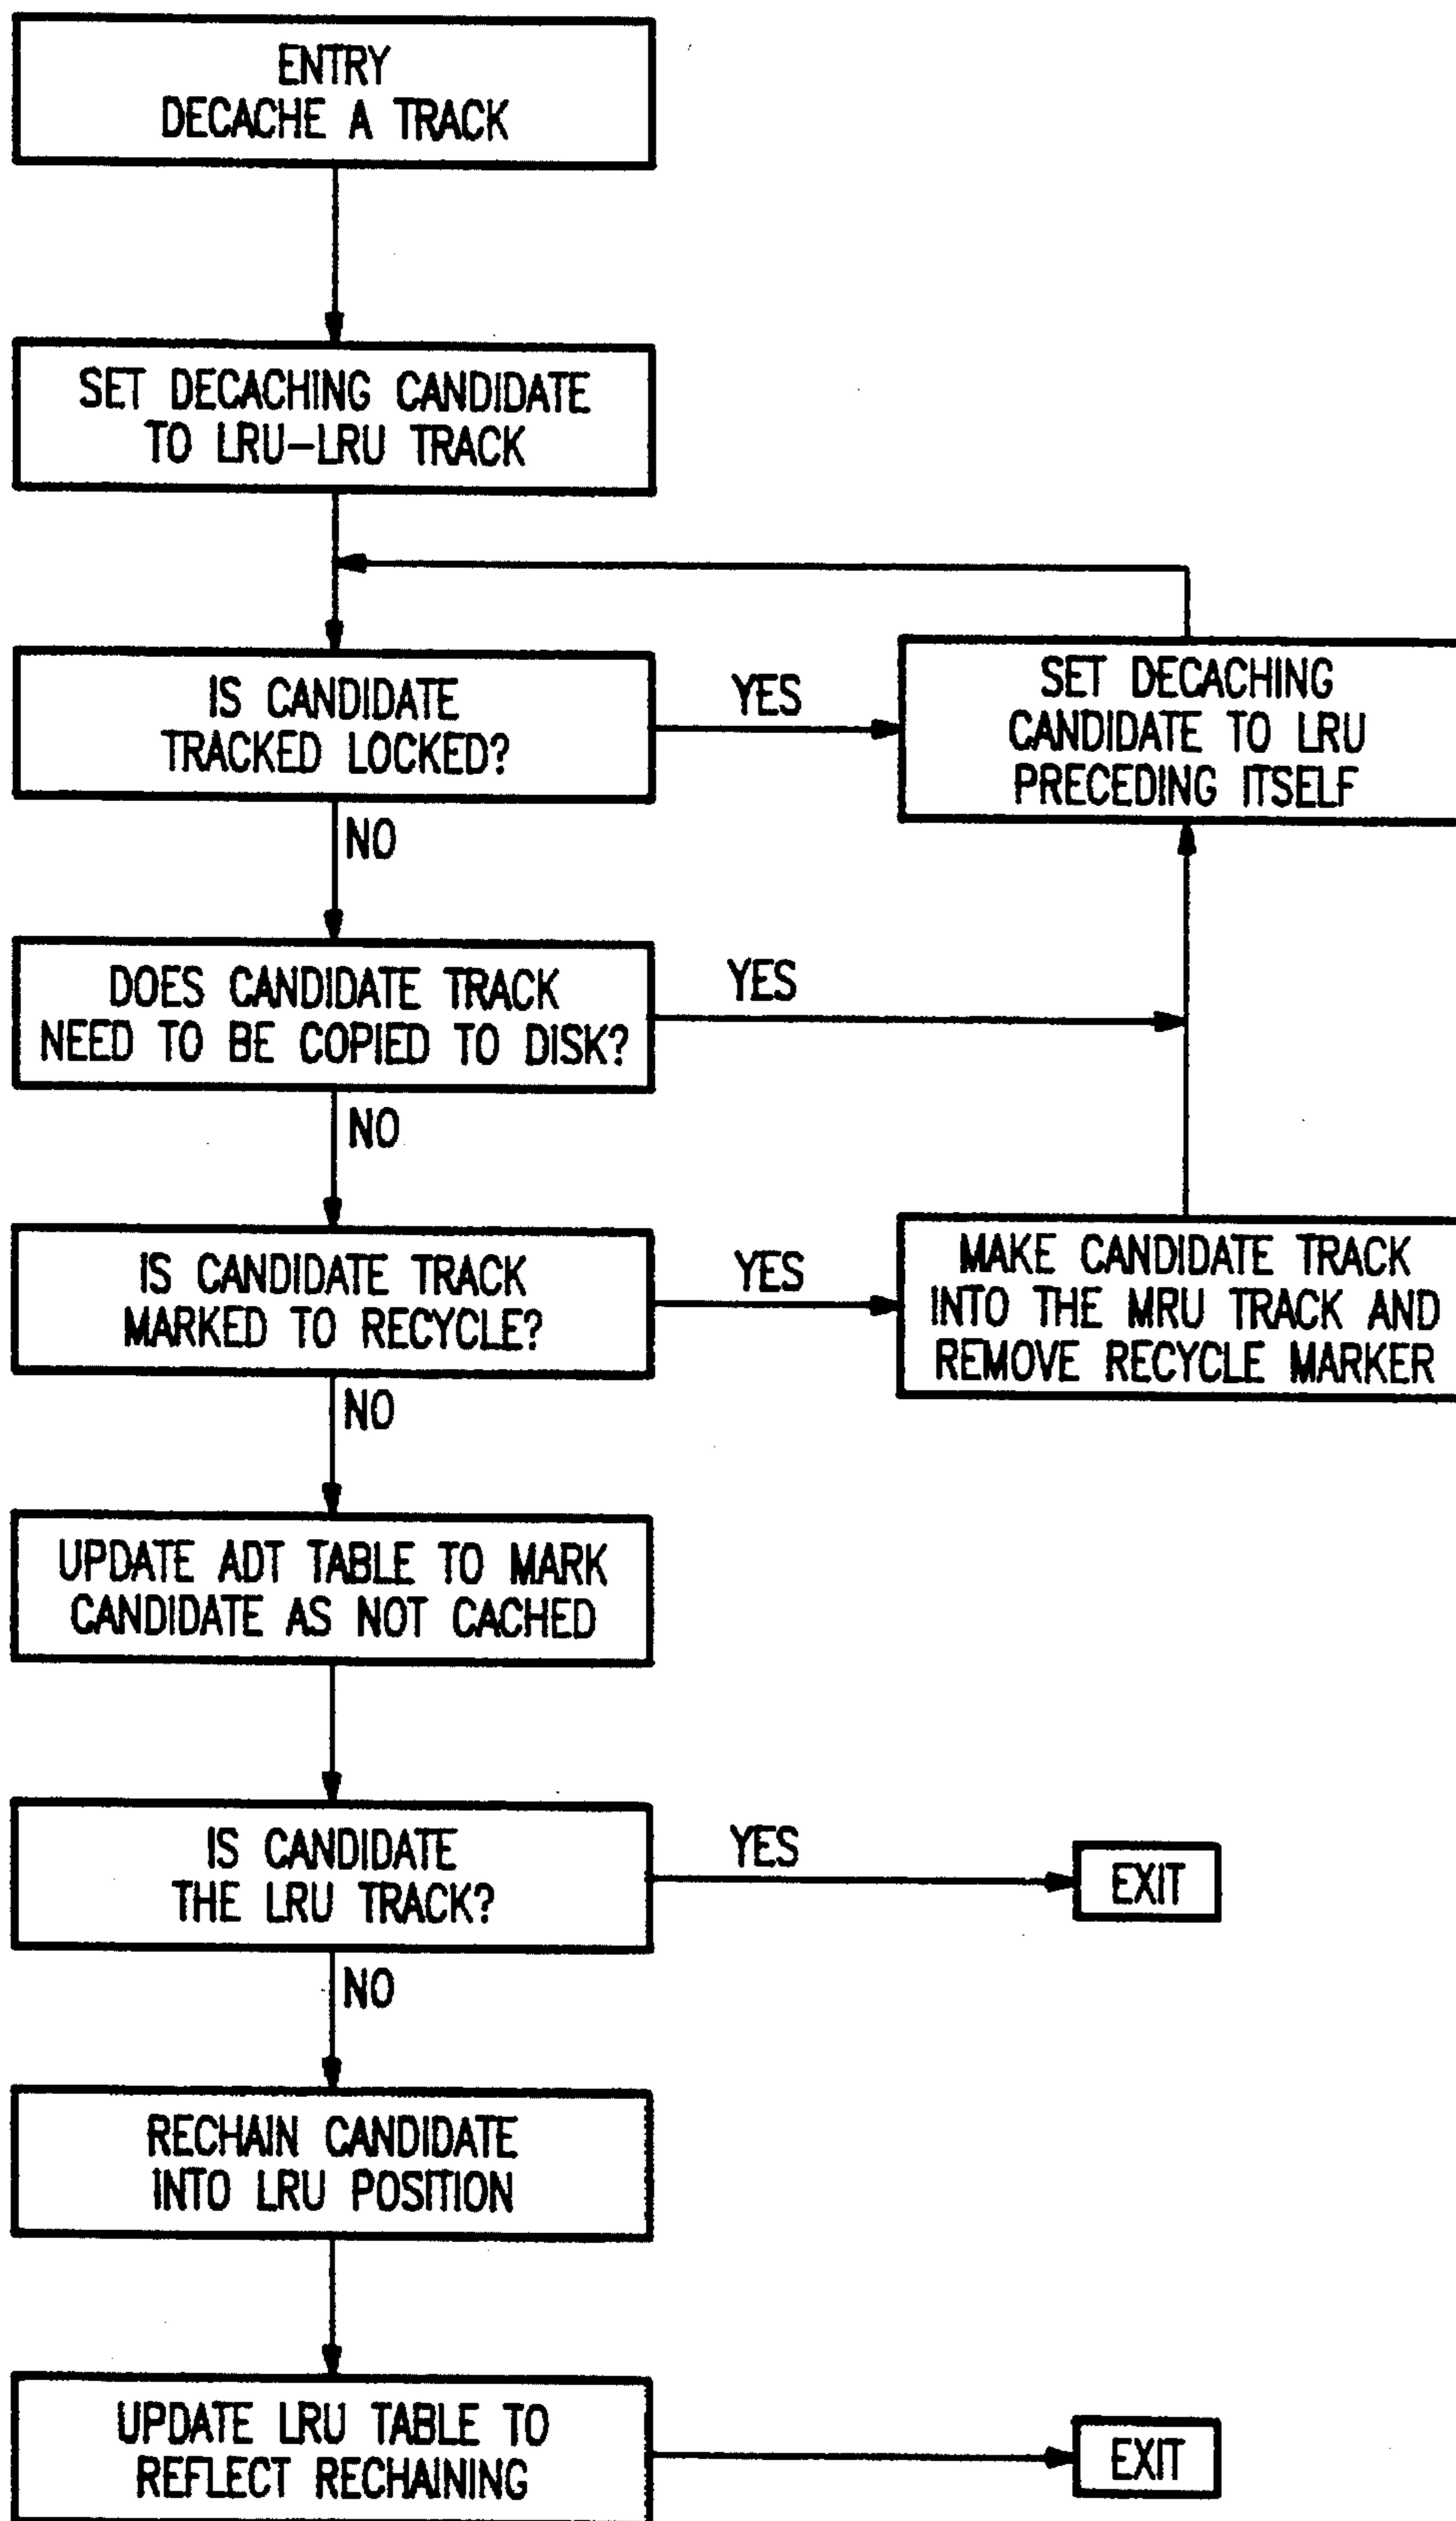 ENTRY
DECACHE A TRACK
SET DECACHING CANDIDATE
TO LRU-LRU TRACK
IS CANDIDATE
TRACKED LOCKED?
YES
SET DECACHING
CANDIDATE TO LRU
PRECEDING ITSELF
NO
DOES CANDIDATE TRACK
NEED TO BE COPIED TO DISK?
YES
NO
IS CANDIDATE TRACK
MARKED TO RECYCLE?
YES
MAKE CANDIDATE TRACK
INTO THE MRU TRACK AND
REMOVE RECYCLE MARKER
NO
UPDATE ADT TABLE TO MARK
CANDIDATE AS NOT CACHED
IS CANDIDATE
THE LRU TRACK?
YES
EXIT
NO
RECHAIN CANDIDATE
INTO LRU POSITION
UPDATE LRU TABLE TO
REFLECT RECHAINING
EXIT